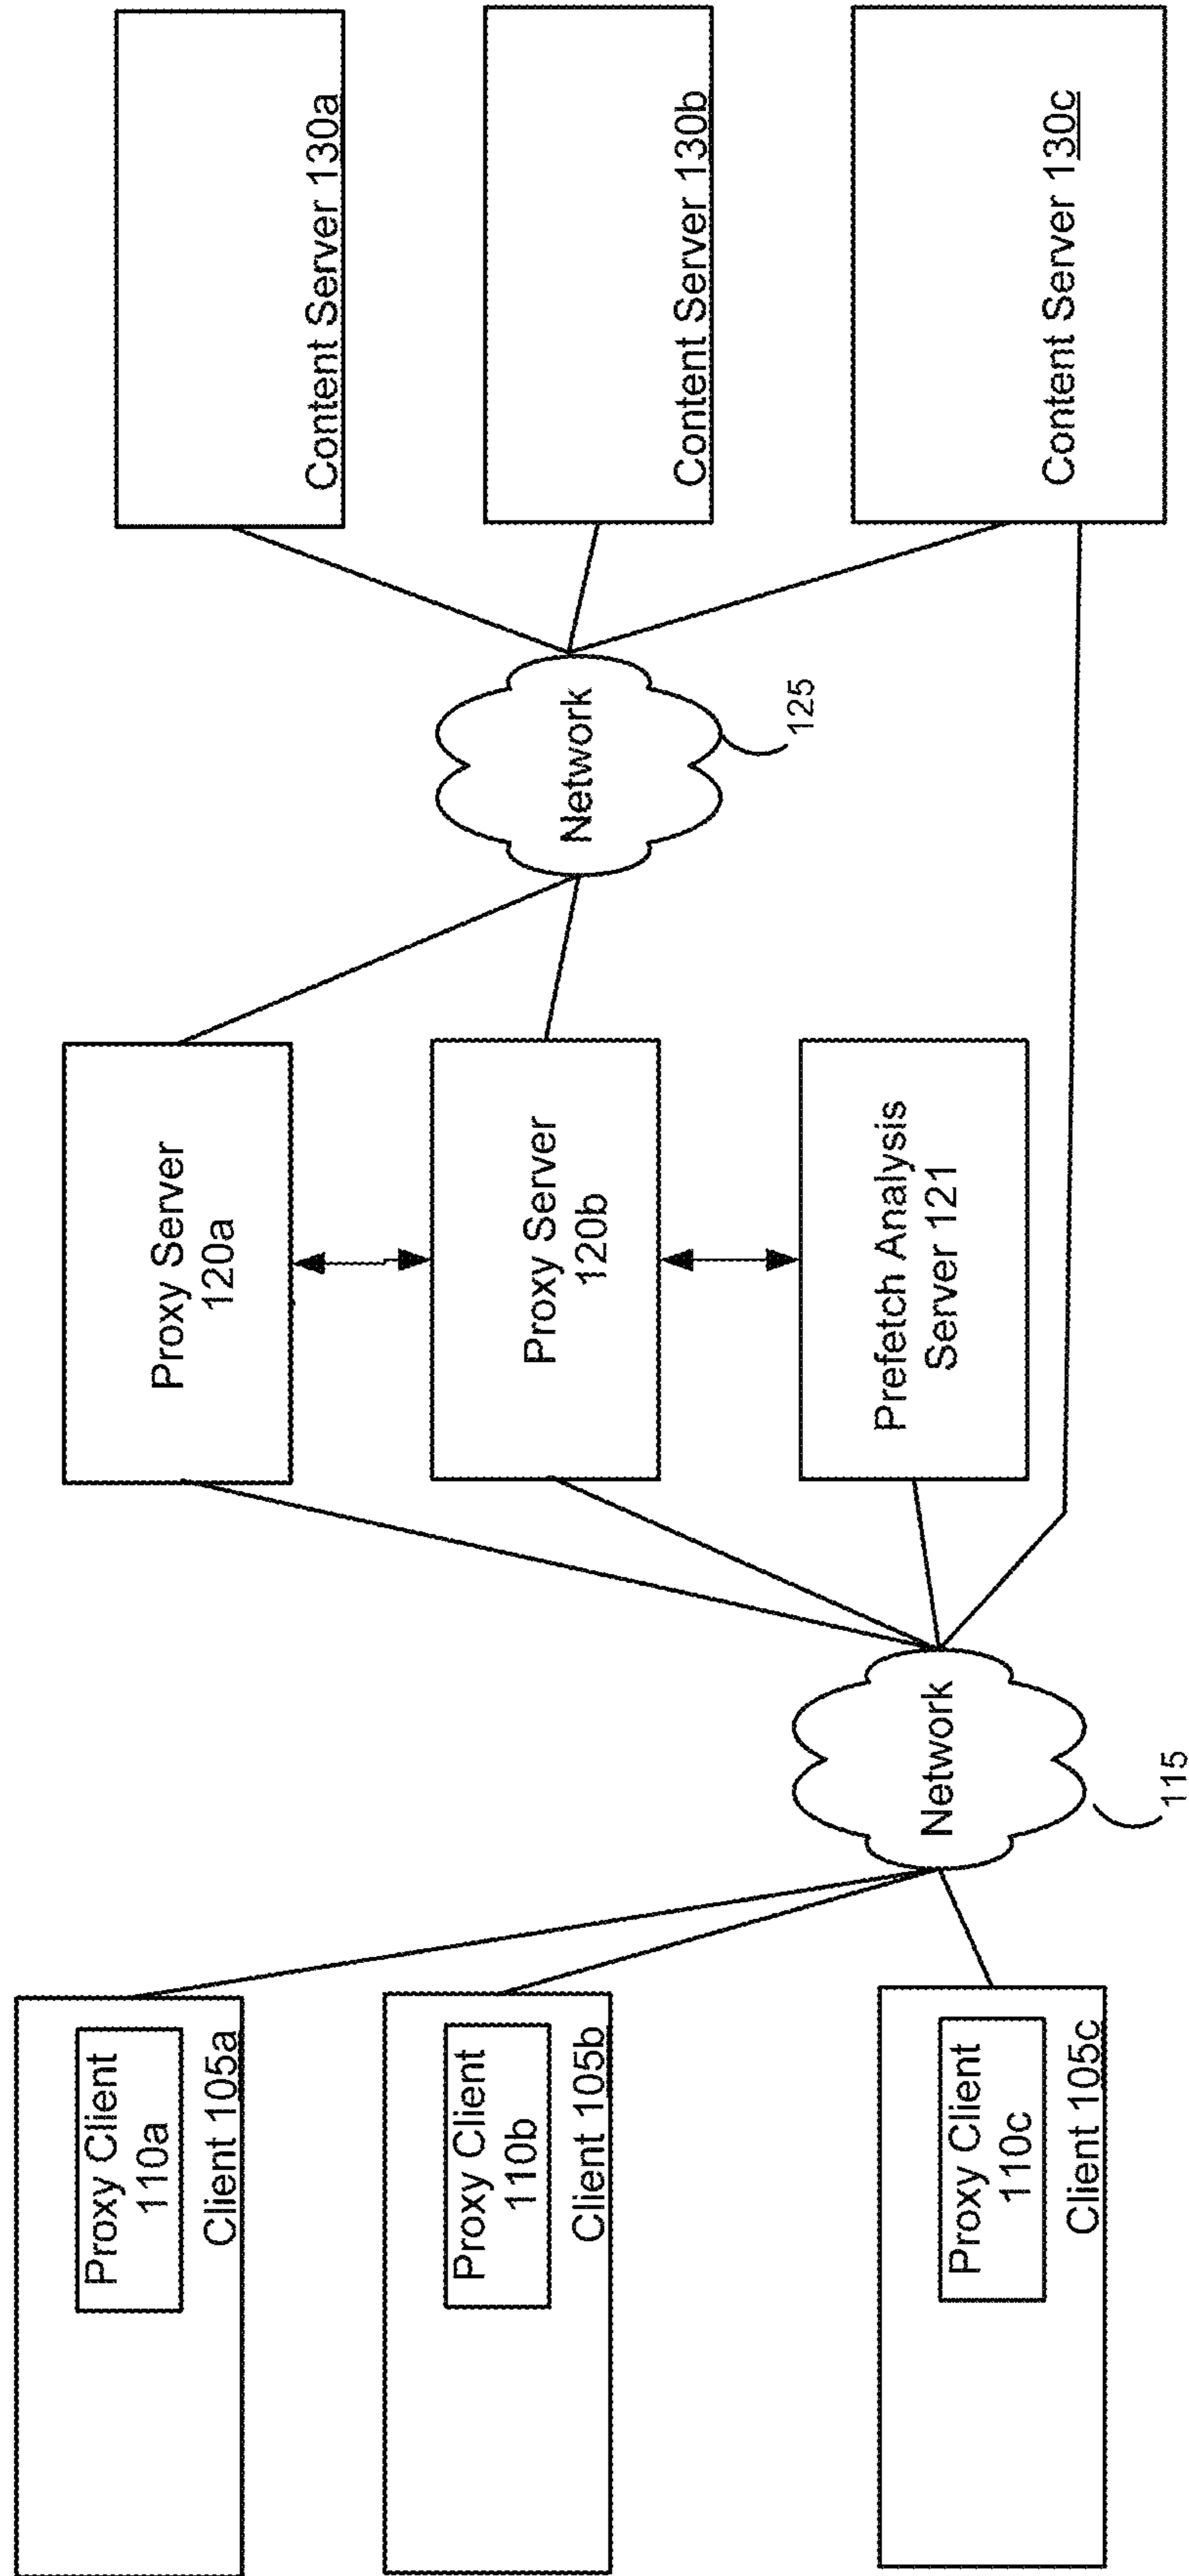 Proxy Client
110a
Client 105a
Proxy Client
110b
Client 105b
Proxy Client
110c
Client 105c
Network
115
Proxy Server
120a
Proxy Server
120b
Prefetch Analysis
Server 121
Network
125
Content Server 130a
Content Server 130b
Content Server 130c